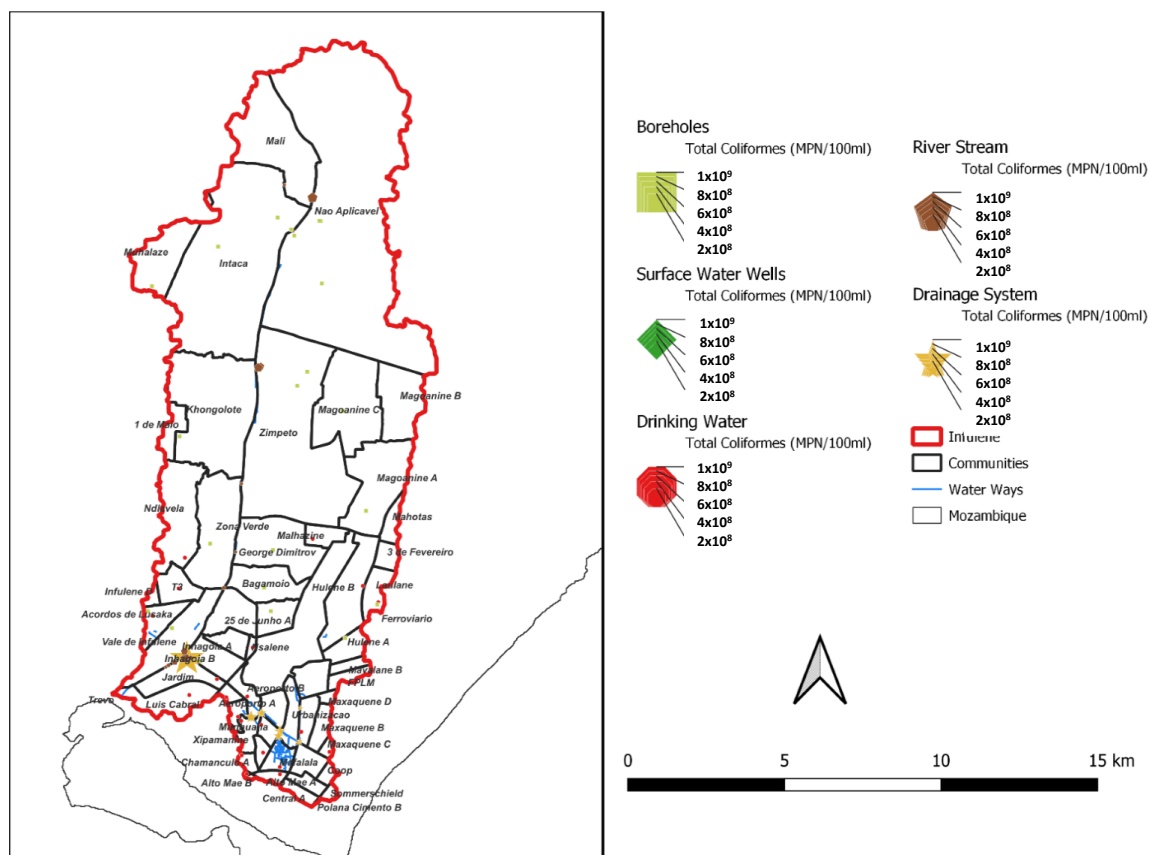 Mali
Nao Aplicavel
Munalaze
Intaca
Magoanine B
Khongolote
Magoanine C
1 de Maio
Zimpeto
Magoanine A
Ndlavela
Mahotas
Zona Verde
Malhazine
George Dimitrov
3 de Fevereiro
T3
Bagamoio
Hulene B
Laulane
Infulene D
Acordos de Lusaka
25 de Junho A
Ferroviario
Vale de Infulene
Inhagoia A
Hulene A
Inhagoia B
Mavalane B
Jardim
FPLM
Aeroporto B
Trevo
Luis Cabral
Aeroporto A
Maxaquene D
Urbanizacao
Maxaquene B
Xipamanine
Maxaquene C
Chamanculo A
Mafalala
Coop
Alto Mae B
Alto Mae A
Sommerschield
Central A
Polana Cimento B
Boreholes
Total Coliformes (MPN/100ml)
1x10⁹
8x10⁸
6x10⁸
4x10⁸
2x10⁸
Surface Water Wells
Total Coliformes (MPN/100ml)
1x10⁹
8x10⁸
6x10⁸
4x10⁸
2x10⁸
Drinking Water
Total Coliformes (MPN/100ml)
1x10⁹
8x10⁸
6x10⁸
4x10⁸
2x10⁸
River Stream
Total Coliformes (MPN/100ml)
1x10⁹
8x10⁸
6x10⁸
4x10⁸
2x10⁸
Drainage System
Total Coliformes (MPN/100ml)
1x10⁹
8x10⁸
6x10⁸
4x10⁸
2x10⁸
Infulene
Communities
Water Ways
Mozambique
0 5 10 15 km